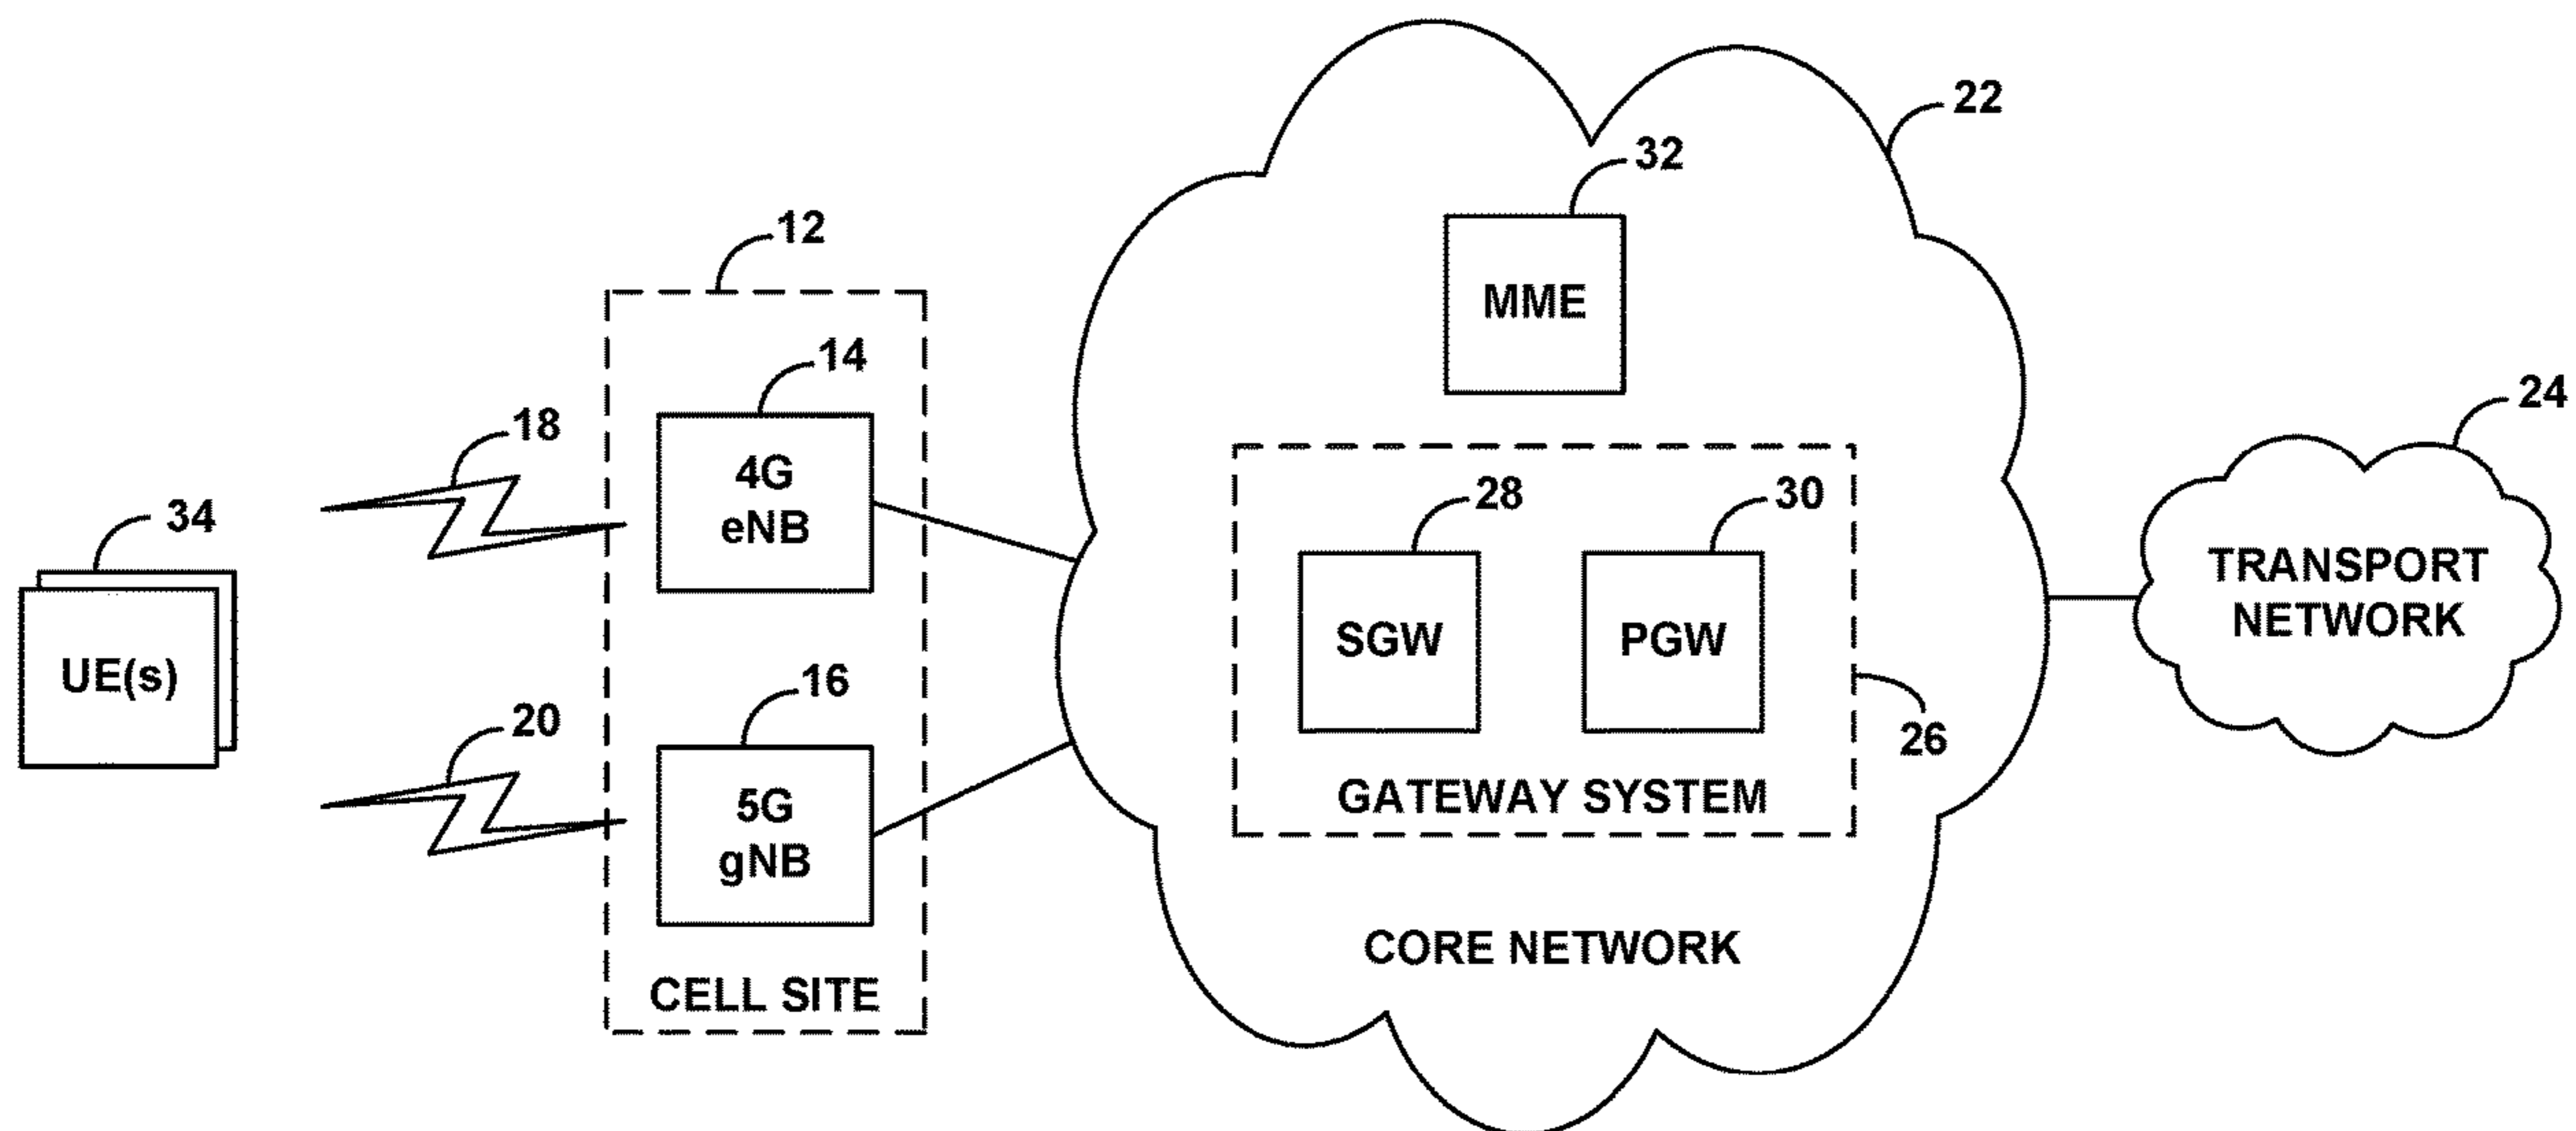 22
32
12
MME
14
24
18
4G
eNB
28
30
34
TRANSPORT
NETWORK
SGW
PGW
UE(s)
16
20
26
GATEWAY SYSTEM
5G
gNB
CORE NETWORK
CELL SITE